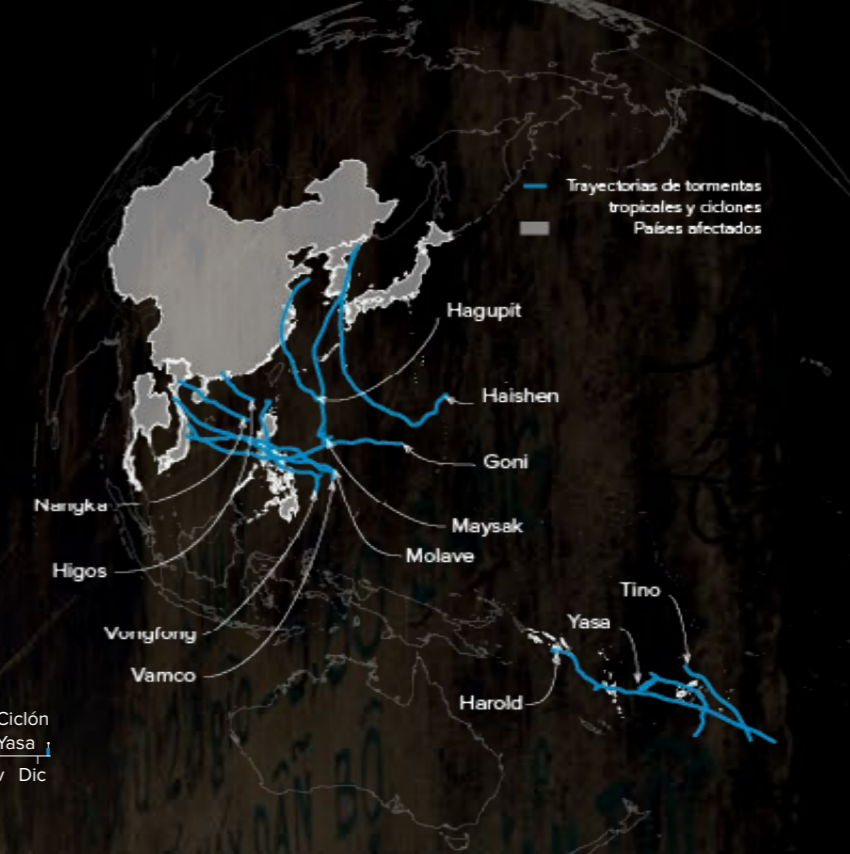 Trayectorias de tormentas
tropicales y ciclones
Países afectados
Hagupit
Haishen
Goni
Nangka
Maysak
Molave
Higos
Tino
Yasa
Vongfong
Vamco
Harold
Ciclón
Yasa
Dic